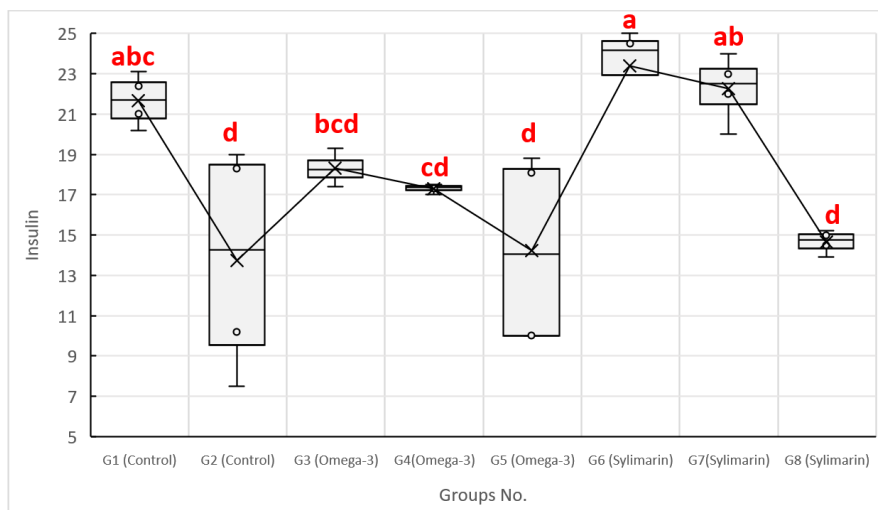 25
23
21
19
17
15
13
11
9
7
5
Insulin
abc
d
bcd
cd
d
a
ab
d
G1 (Control) G2 (Control) G3 (Omega-3) G4(Omega-3) G5 (Omega-3) G6 (Sylimarin) G7(Sylimarin) G8 (Sylimarin)
Groups No.